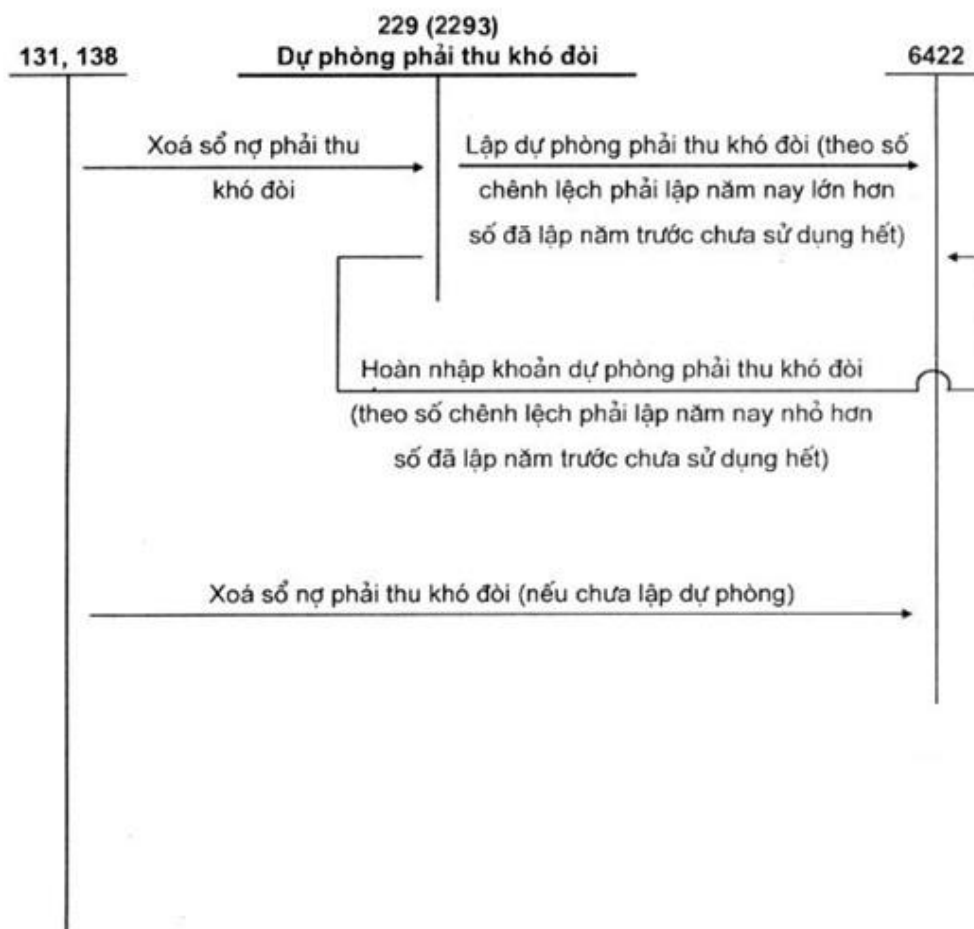 229 (2293)
131, 138
Dự phòng phải thu khó đòi
6422
Xoá sổ nợ phải thu
khó đòi
Lập dự phòng phải thu khó đòi (theo số
chênh lệch phải lập năm nay lớn hơn
số đã lập năm trước chưa sử dụng hết)
Hoàn nhập khoản dự phòng phải thu khó đòi
(theo số chênh lệch phải lập năm nay nhỏ hơn
số đã lập năm trước chưa sử dụng hết)
Xoá sổ nợ phải thu khó đòi (nếu chưa lập dự phòng)